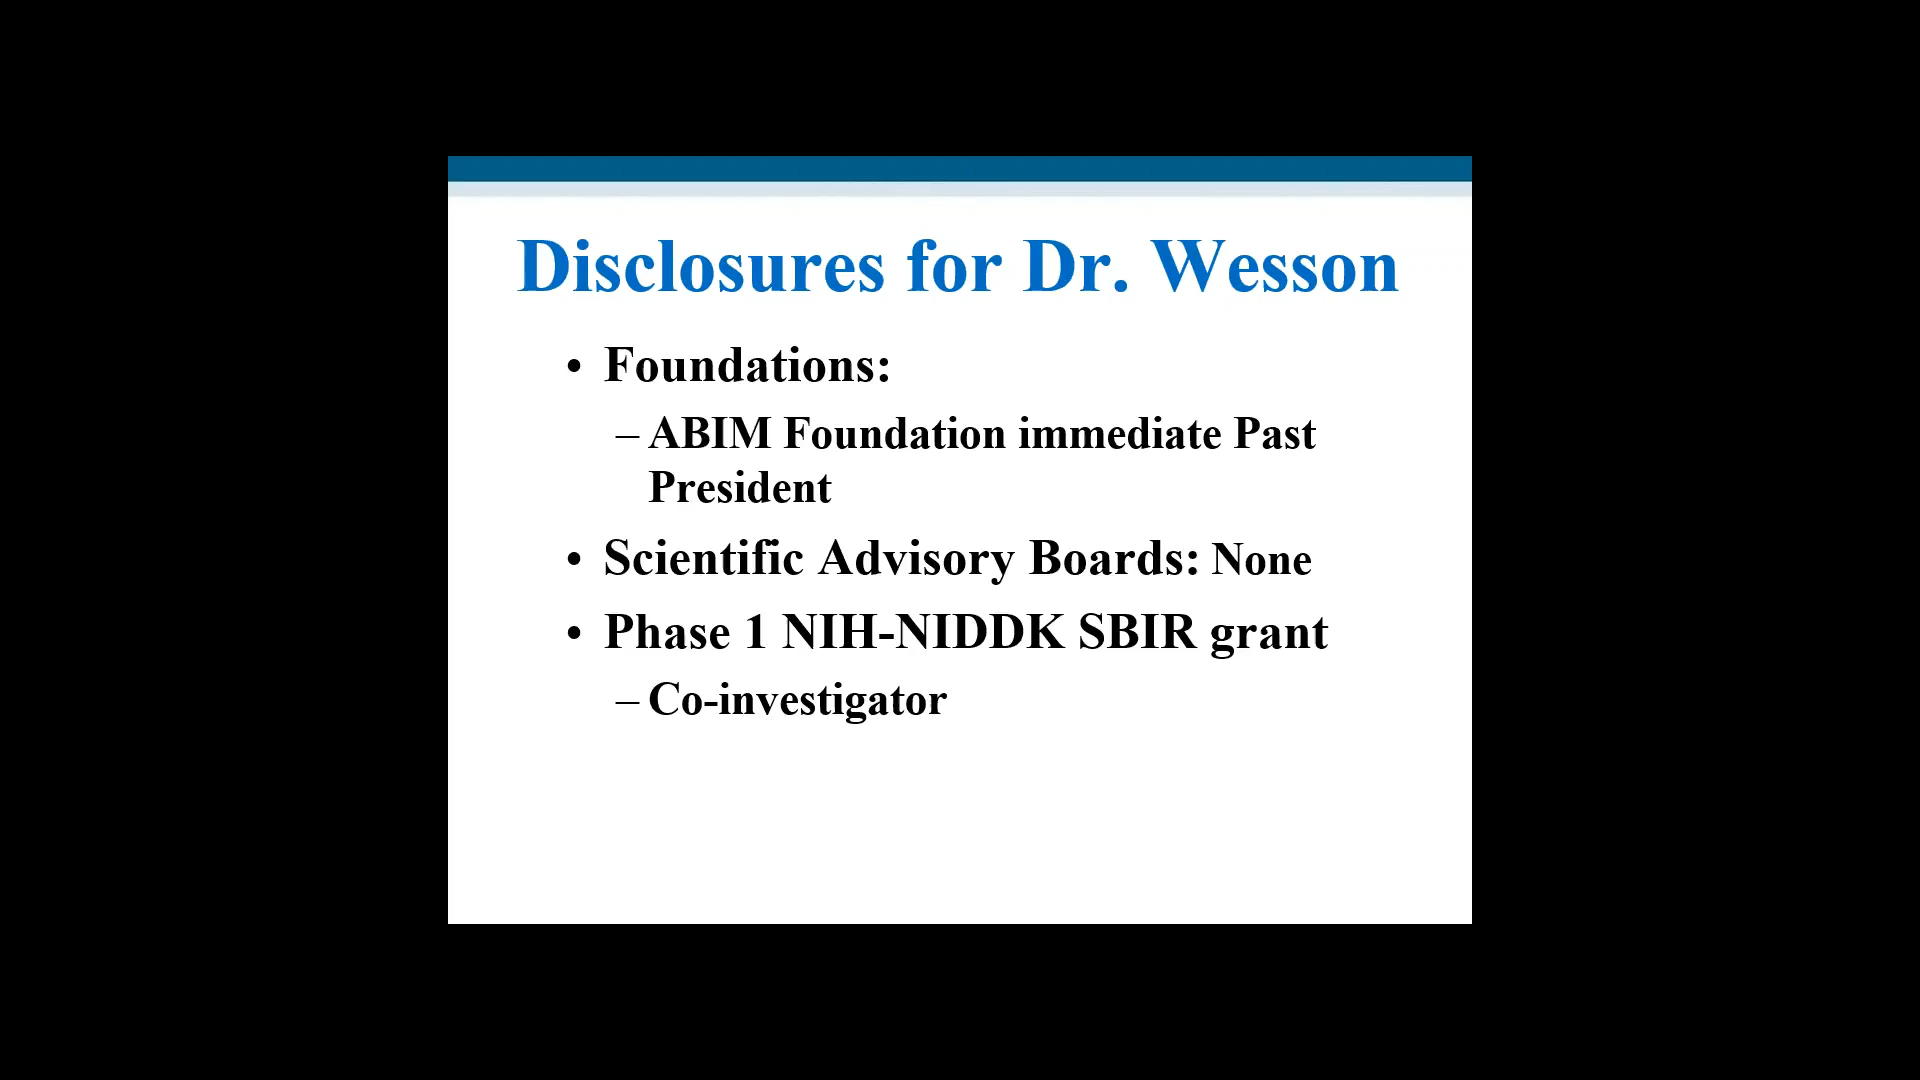 Disclosures for Dr. Wesson
• Foundations:
– ABIM Foundation immediate Past
President
• Scientific Advisory Boards: None
• Phase 1 NIH-NIDDK SBIR grant
– Co-investigator